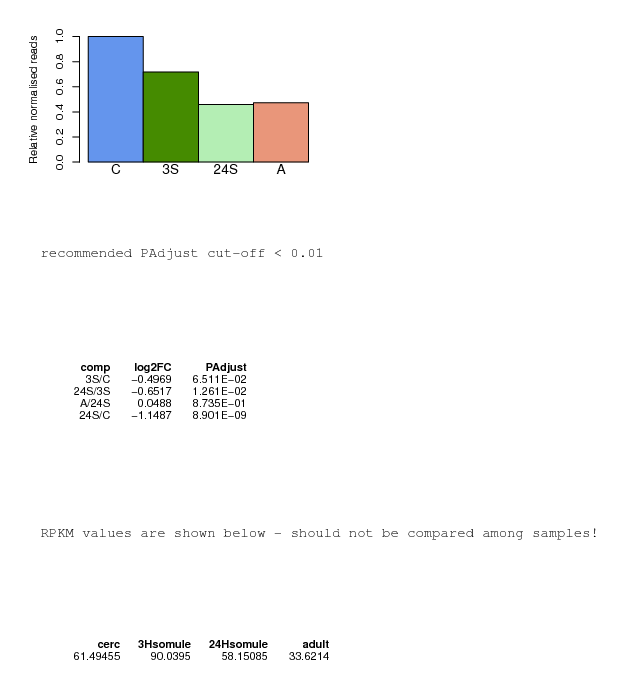 Relative normalised reads
1.0
0.8
0.6
0.4
0.2
0.0
C 3S 24S A
recommended PAdjust cut-off < 0.01
comp log2FC PAdjust
3S/C −0.4969 6.511E−02
24S/3S −0.6517 1.261E−02
A/24S 0.0488 8.735E−01
24S/C −1.1487 8.901E−09
RPKM values are shown below - should not be compared among samples!
cerc 3Hsomule 24Hsomule adult
61.49455 90.0395 58.15085 33.6214